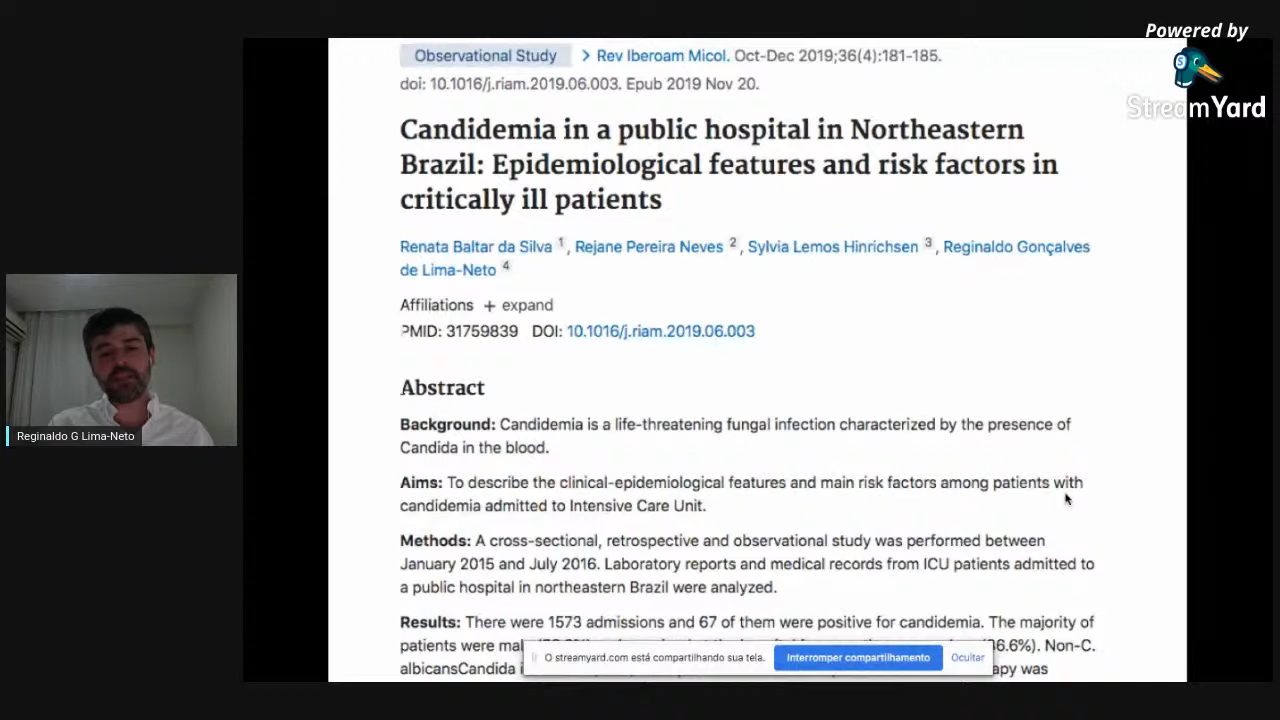 Powered by
StreamYard
Observational Study > Rev Iberoam Micol. Oct-Dec 2019;36(4):181-185.
doi: 10.1016/j.riam.2019.06.003. Epub 2019 Nov 20.
Candidemia in a public hospital in Northeastern
Brazil: Epidemiological features and risk factors in
critically ill patients
Renata Baltar da Silva 1, Rejane Pereira Neves 2, Sylvia Lemos Hinrichsen 3, Reginaldo Gonçalves
de Lima-Neto 4
Affiliations + expand
PMID: 31759839 DOI: 10.1016/j.riam.2019.06.003
Abstract
Background: Candidemia is a life-threatening fungal infection characterized by the presence of
Candida in the blood.
Aims: To describe the clinical-epidemiological features and main risk factors among patients with
candidemia admitted to Intensive Care Unit.
Methods: A cross-sectional, retrospective and observational study was performed between
January 2015 and July 2016. Laboratory reports and medical records from ICU patients admitted to
a public hospital in northeastern Brazil were analyzed.
Results: There were 1573 admissions and 67 of them were positive for candidemia. The majority of
patients were 6.6%). Non-C.
albicansCandida apy was
O streamyard.com está compartilhando sua tela. Interromper compartilhamento Ocultar
Reginaldo G Lima-Neto